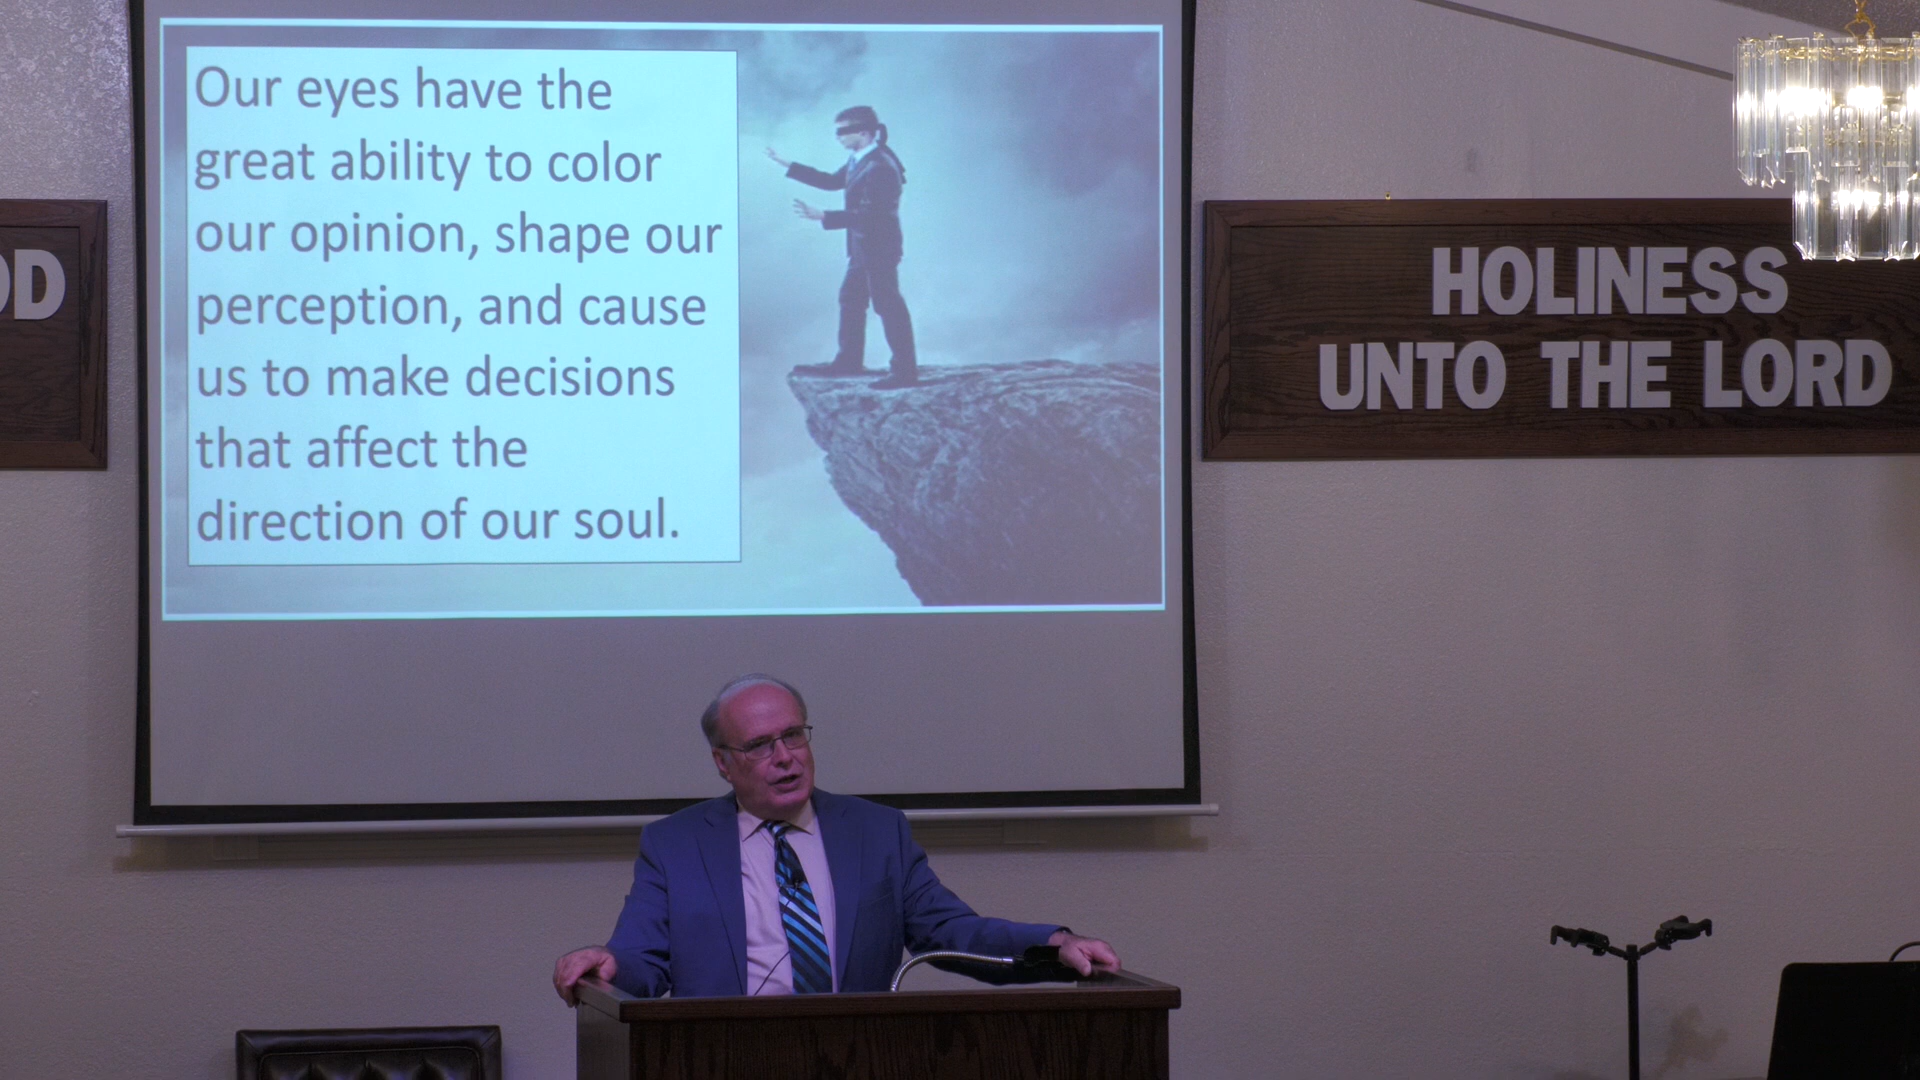 Our eyes have the
great ability to color
our opinion, shape our
perception, and cause
us to make decisions
that affect the
direction of our soul.
HOLINESS
UNTO THE LORD